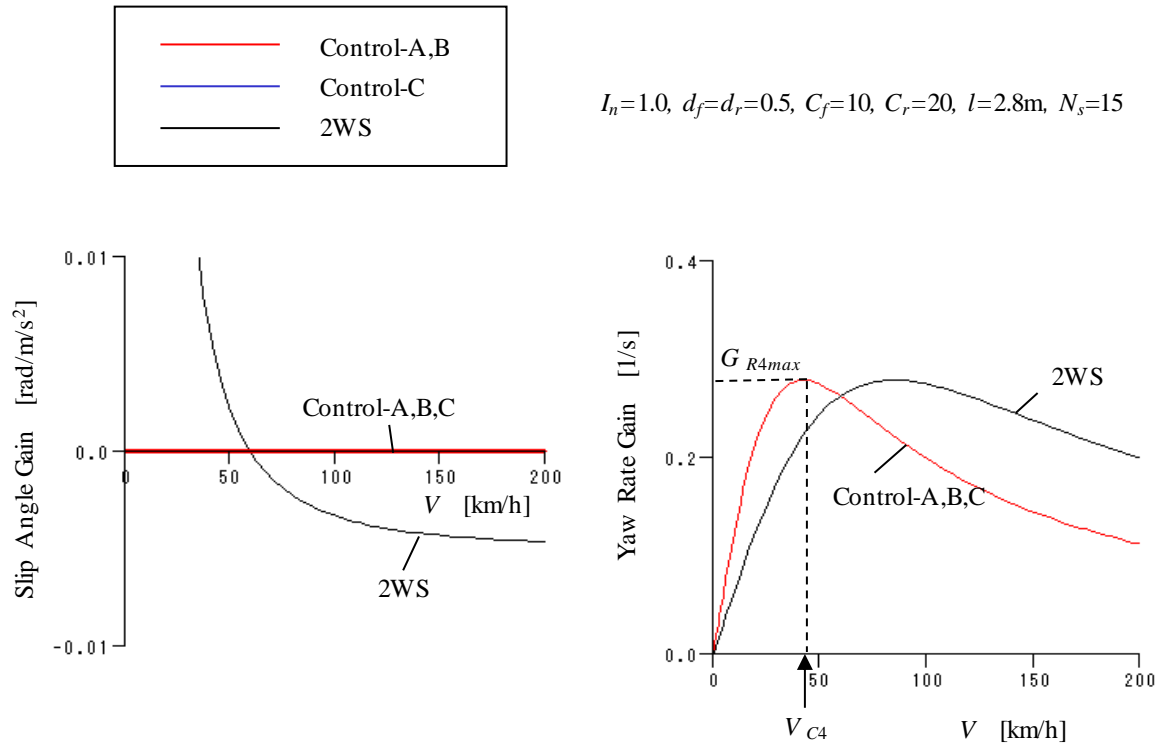 Control-A,B
Control-C
2WS
I_n=1.0, d_f=d_r=0.5, C_f=10, C_r=20, l=2.8m, N_s=15
Slip Angle Gain [rad/m/s²]
0.01
0.0
-0.01
0
50
100
150
200
V [km/h]
Control-A,B,C
2WS
Yaw Rate Gain [1/s]
0.4
0.2
0.0
G R4max
2WS
Control-A,B,C
0
50
100
150
200
V C4
V [km/h]